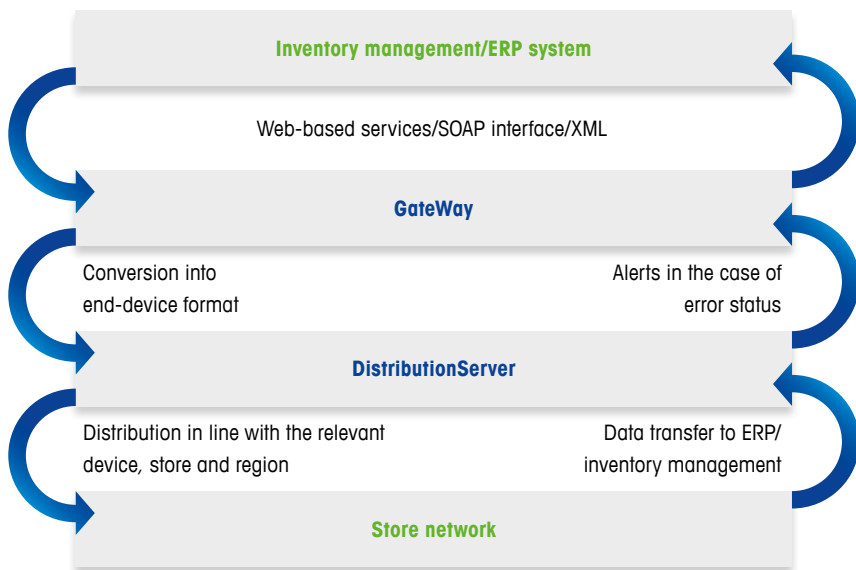 Inventory management/ERP system
Web-based services/SOAP interface/XML
GateWay
Conversion into
end-device format
Alerts in the case of
error status
DistributionServer
Distribution in line with the relevant
device, store and region
Data transfer to ERP/
inventory management
Store network